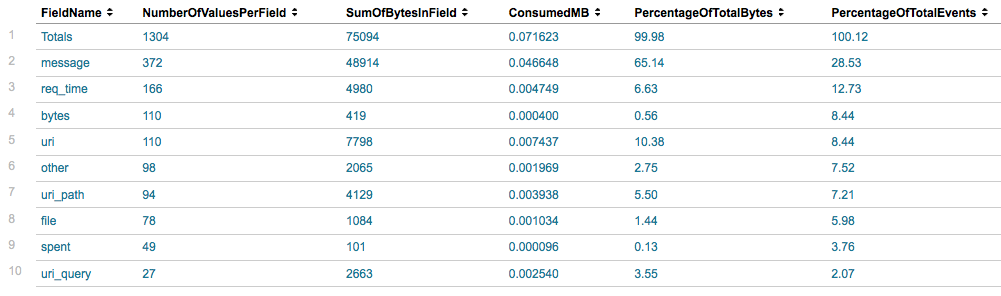 FieldName NumberOfValuesPerField SumOfBytesInField ConsumedMB PercentageOfTotalBytes PercentageOfTotalEvents
1 Totals 1304 75094 0.071623 99.98 100.12
2 message 372 48914 0.046648 65.14 28.53
3 req_time 166 4980 0.004749 6.63 12.73
4 bytes 110 419 0.000400 0.56 8.44
5 uri 110 7798 0.007437 10.38 8.44
6 other 98 2065 0.001969 2.75 7.52
7 uri_path 94 4129 0.003938 5.50 7.21
8 file 78 1084 0.001034 1.44 5.98
9 spent 49 101 0.000096 0.13 3.76
10 uri_query 27 2663 0.002540 3.55 2.07